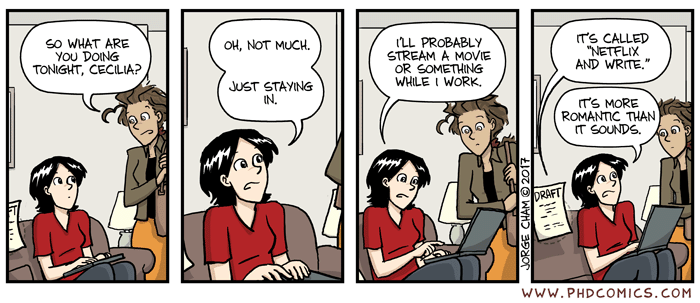 SO WHAT ARE
YOU DOING
TONIGHT, CECILIA?
OH, NOT MUCH.
JUST STAYING
IN.
I'LL PROBABLY
STREAM A MOVIE
OR SOMETHING
WHILE I WORK.
JORGE CHAM © 2017
IT'S CALLED
"NETFLIX
AND WRITE."
IT'S MORE
ROMANTIC THAN
IT SOUNDS.
DRAFT
WWW.PHDCOMICS.COM